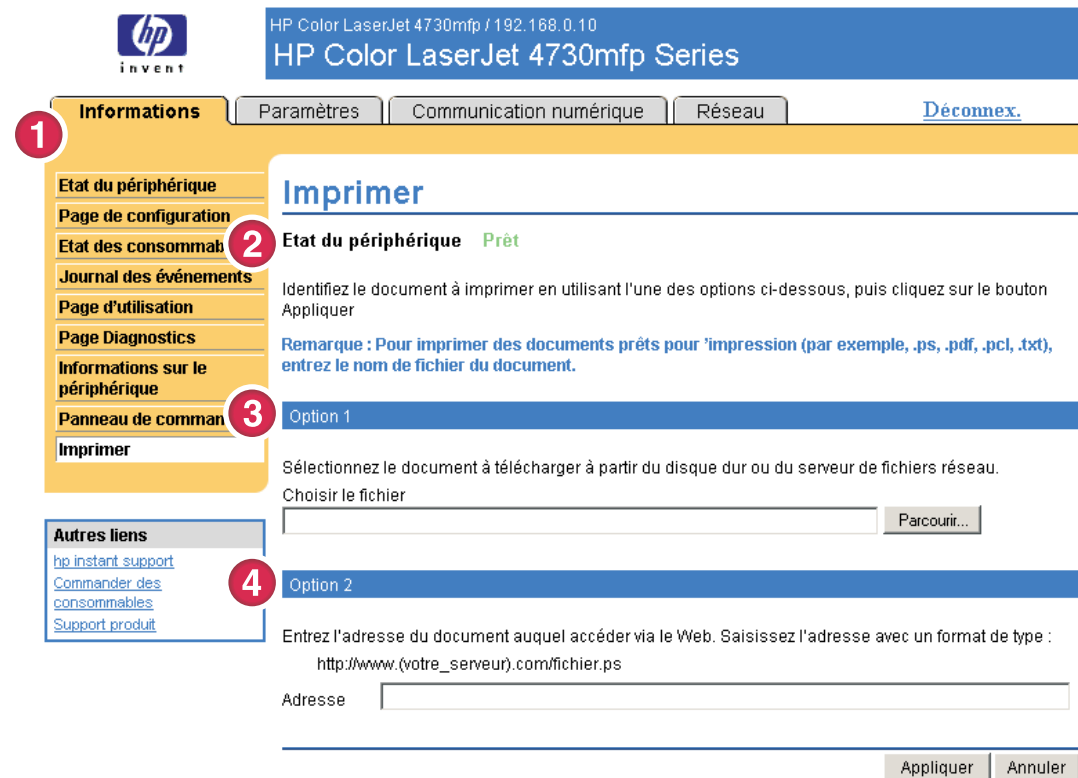 hp
invent
HP Color LaserJet 4730mfp / 192.168.0.10
HP Color LaserJet 4730mfp Series
Informations
Paramètres
Communication numérique
Réseau
Déconnex.
1
Etat du périphérique
Page de configuration
Etat des consommab
Journal des événements
Page d'utilisation
Page Diagnostics
Informations sur le
périphérique
Panneau de comman
Imprimer
Autres liens
hp instant support
Commander des
consommables
Support produit
Imprimer
2
Etat du périphérique Prêt
Identifiez le document à imprimer en utilisant l'une des options ci-dessous, puis cliquez sur le bouton
Appliquer
Remarque : Pour imprimer des documents prêts pour 'impression (par exemple, .ps, .pdf, .pcl, .txt),
entrez le nom de fichier du document.
3
Option 1
Sélectionnez le document à télécharger à partir du disque dur ou du serveur de fichiers réseau.
Choisir le fichier
Parcourir...
4
Option 2
Entrez l'adresse du document auquel accéder via le Web. Saisissez l'adresse avec un format de type :
http://www.(votre_serveur).com/fichier.ps
Adresse
Appliquer
Annuler